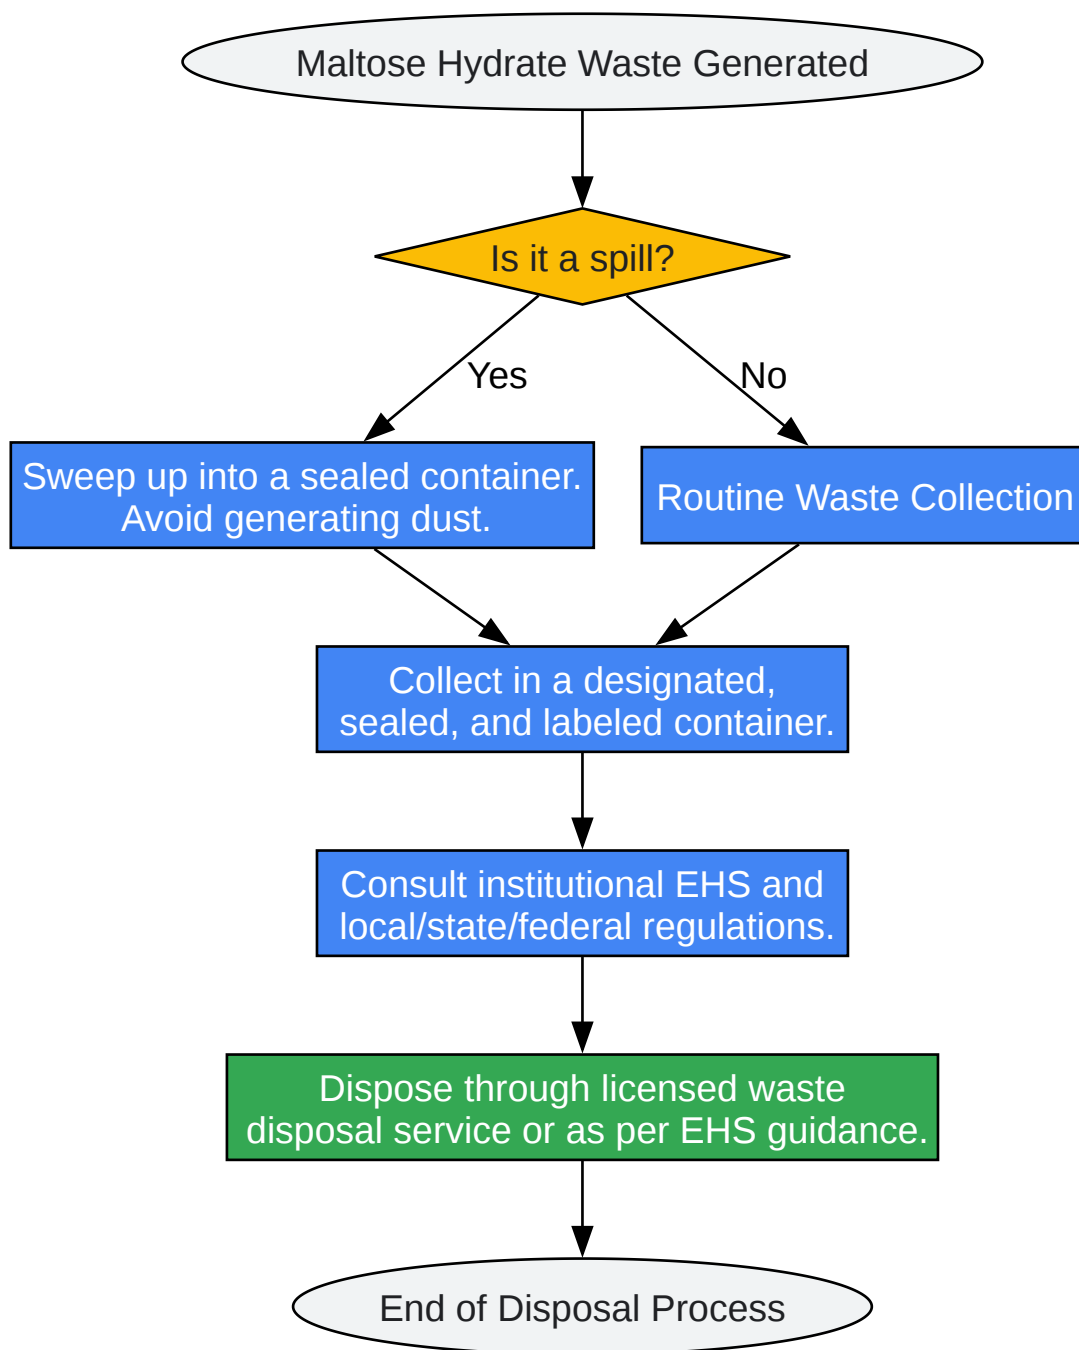 Maltose Hydrate Waste Generated
Is it a spill?
Yes
No
Sweep up into a sealed container.
Avoid generating dust.
Routine Waste Collection
Collect in a designated,
sealed, and labeled container.
Consult institutional EHS and
local/state/federal regulations.
Dispose through licensed waste
disposal service or as per EHS guidance.
End of Disposal Process